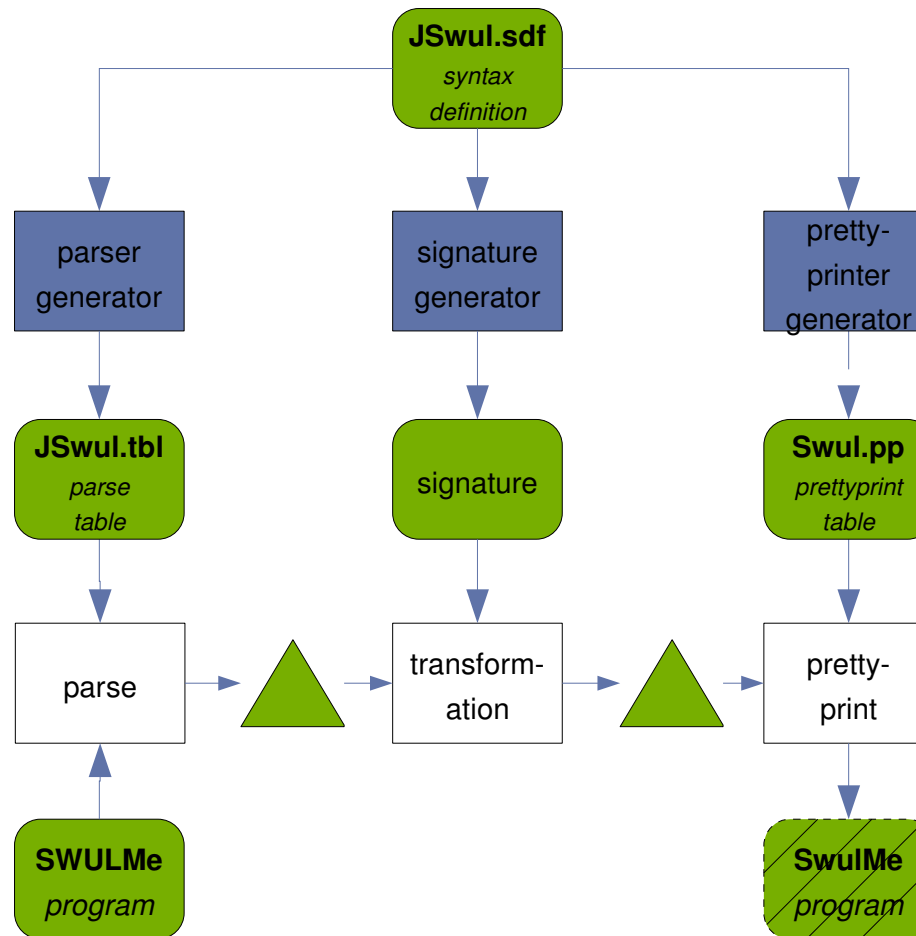 JSwul.sdf
syntax
definition
parser
generator
signature
generator
pretty-
printer
generator
JSwul.tbl
parse
table
signature
Swul.pp
prettyprint
table
parse
transform-
ation
pretty-
print
SWULMe
program
SwulMe
program